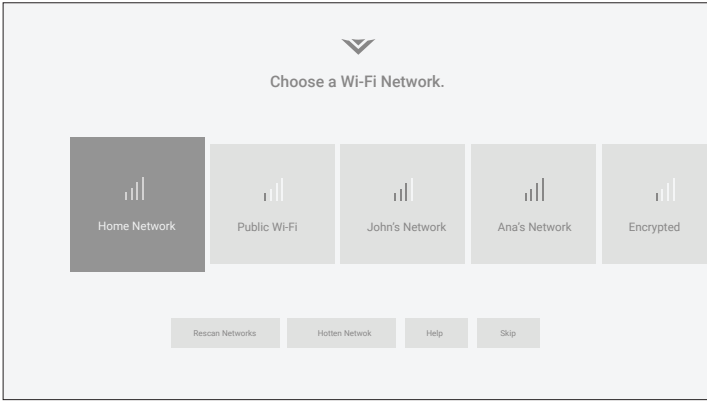 Choose a Wi-Fi Network.
Home Network
Public Wi-Fi
John's Network
Ana's Network
Encrypted
Rescan Networks
Hotten Netwok
Help
Skip